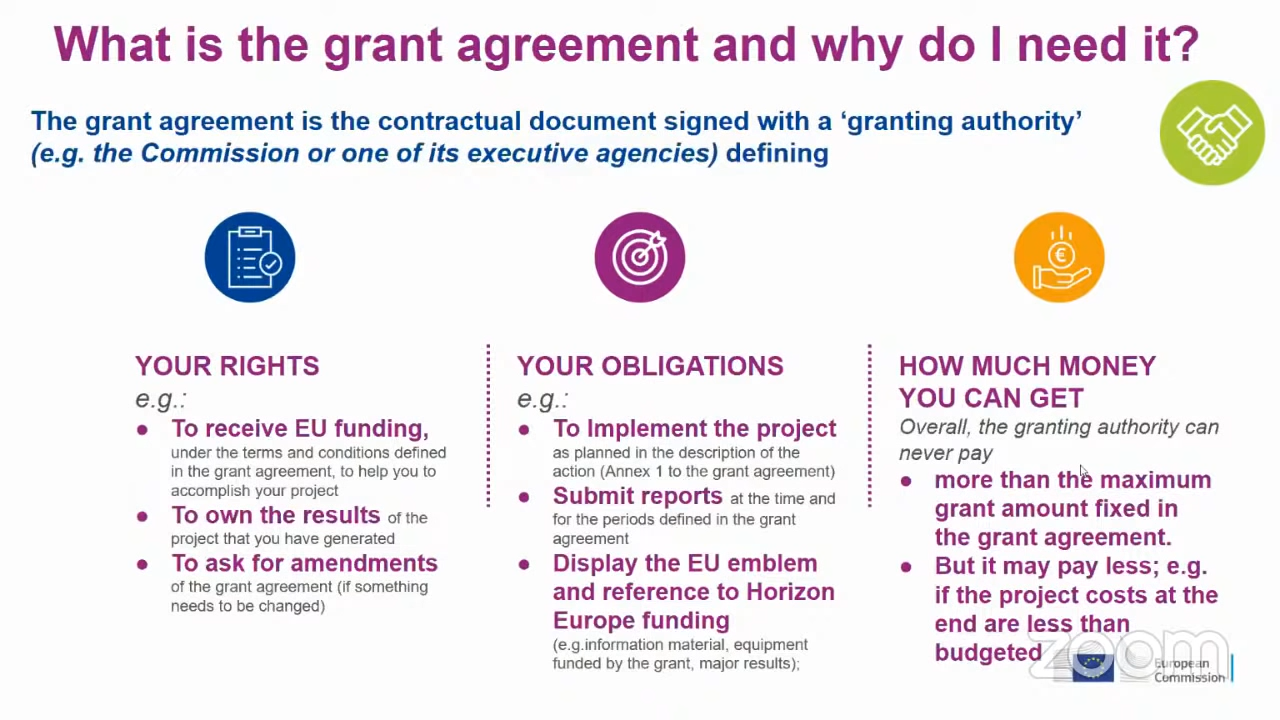 What is the grant agreement and why do I need it?
The grant agreement is the contractual document signed with a ‘granting authority’
(e.g. the Commission or one of its executive agencies) defining
YOUR RIGHTS
e.g.:
● To receive EU funding,
under the terms and conditions defined
in the grant agreement, to help you to
accomplish your project
● To own the results of the
project that you have generated
● To ask for amendments
of the grant agreement (if something
needs to be changed)
YOUR OBLIGATIONS
e.g.:
● To Implement the project
as planned in the description of the
action (Annex 1 to the grant agreement)
● Submit reports at the time and
for the periods defined in the grant
agreement
● Display the EU emblem
and reference to Horizon
Europe funding
(e.g.information material, equipment
funded by the grant, major results);
HOW MUCH MONEY
YOU CAN GET
Overall, the granting authority can
never pay
● more than the maximum
grant amount fixed in
the grant agreement.
● But it may pay less; e.g.
if the project costs at the
end are less than
budgeted
zoom
European
Commission